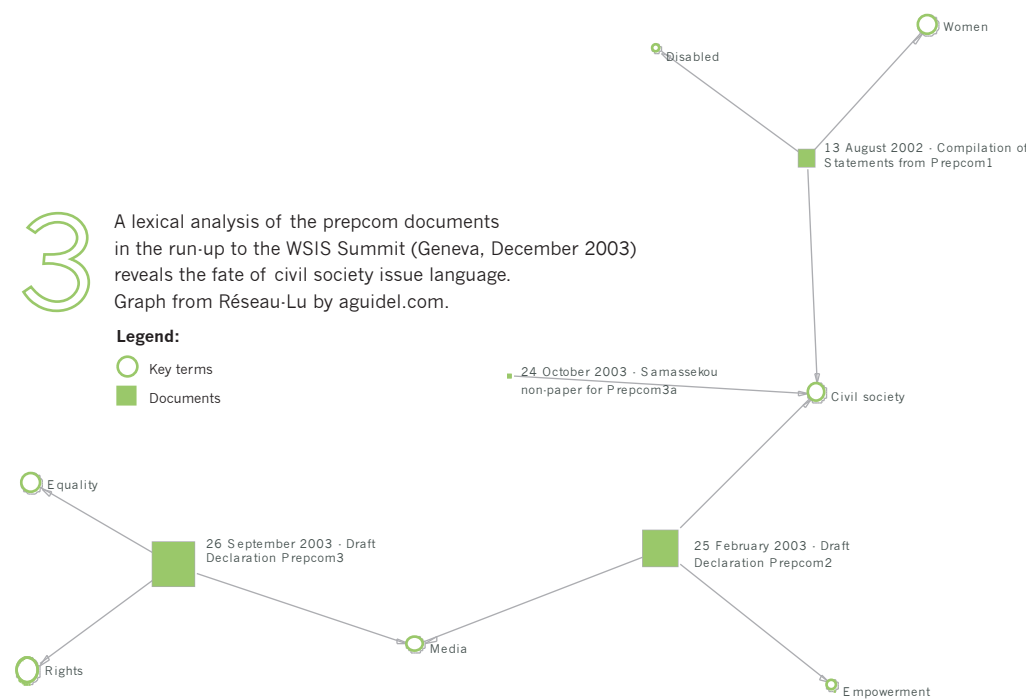 Women
Disabled
13 August 2002 · Compilation of
Statements from Prepcom1
3
A lexical analysis of the prepcom documents
in the run-up to the WSIS Summit (Geneva, December 2003)
reveals the fate of civil society issue language.
Graph from Réseau-Lu by aguidel.com.
Legend:
Key terms
Documents
24 October 2003 · Samassekou
non-paper for Prepcom3a
Civil society
Equality
26 September 2003 · Draft
Declaration Prepcom3
25 February 2003 · Draft
Declaration Prepcom2
Media
Rights
Empowerment